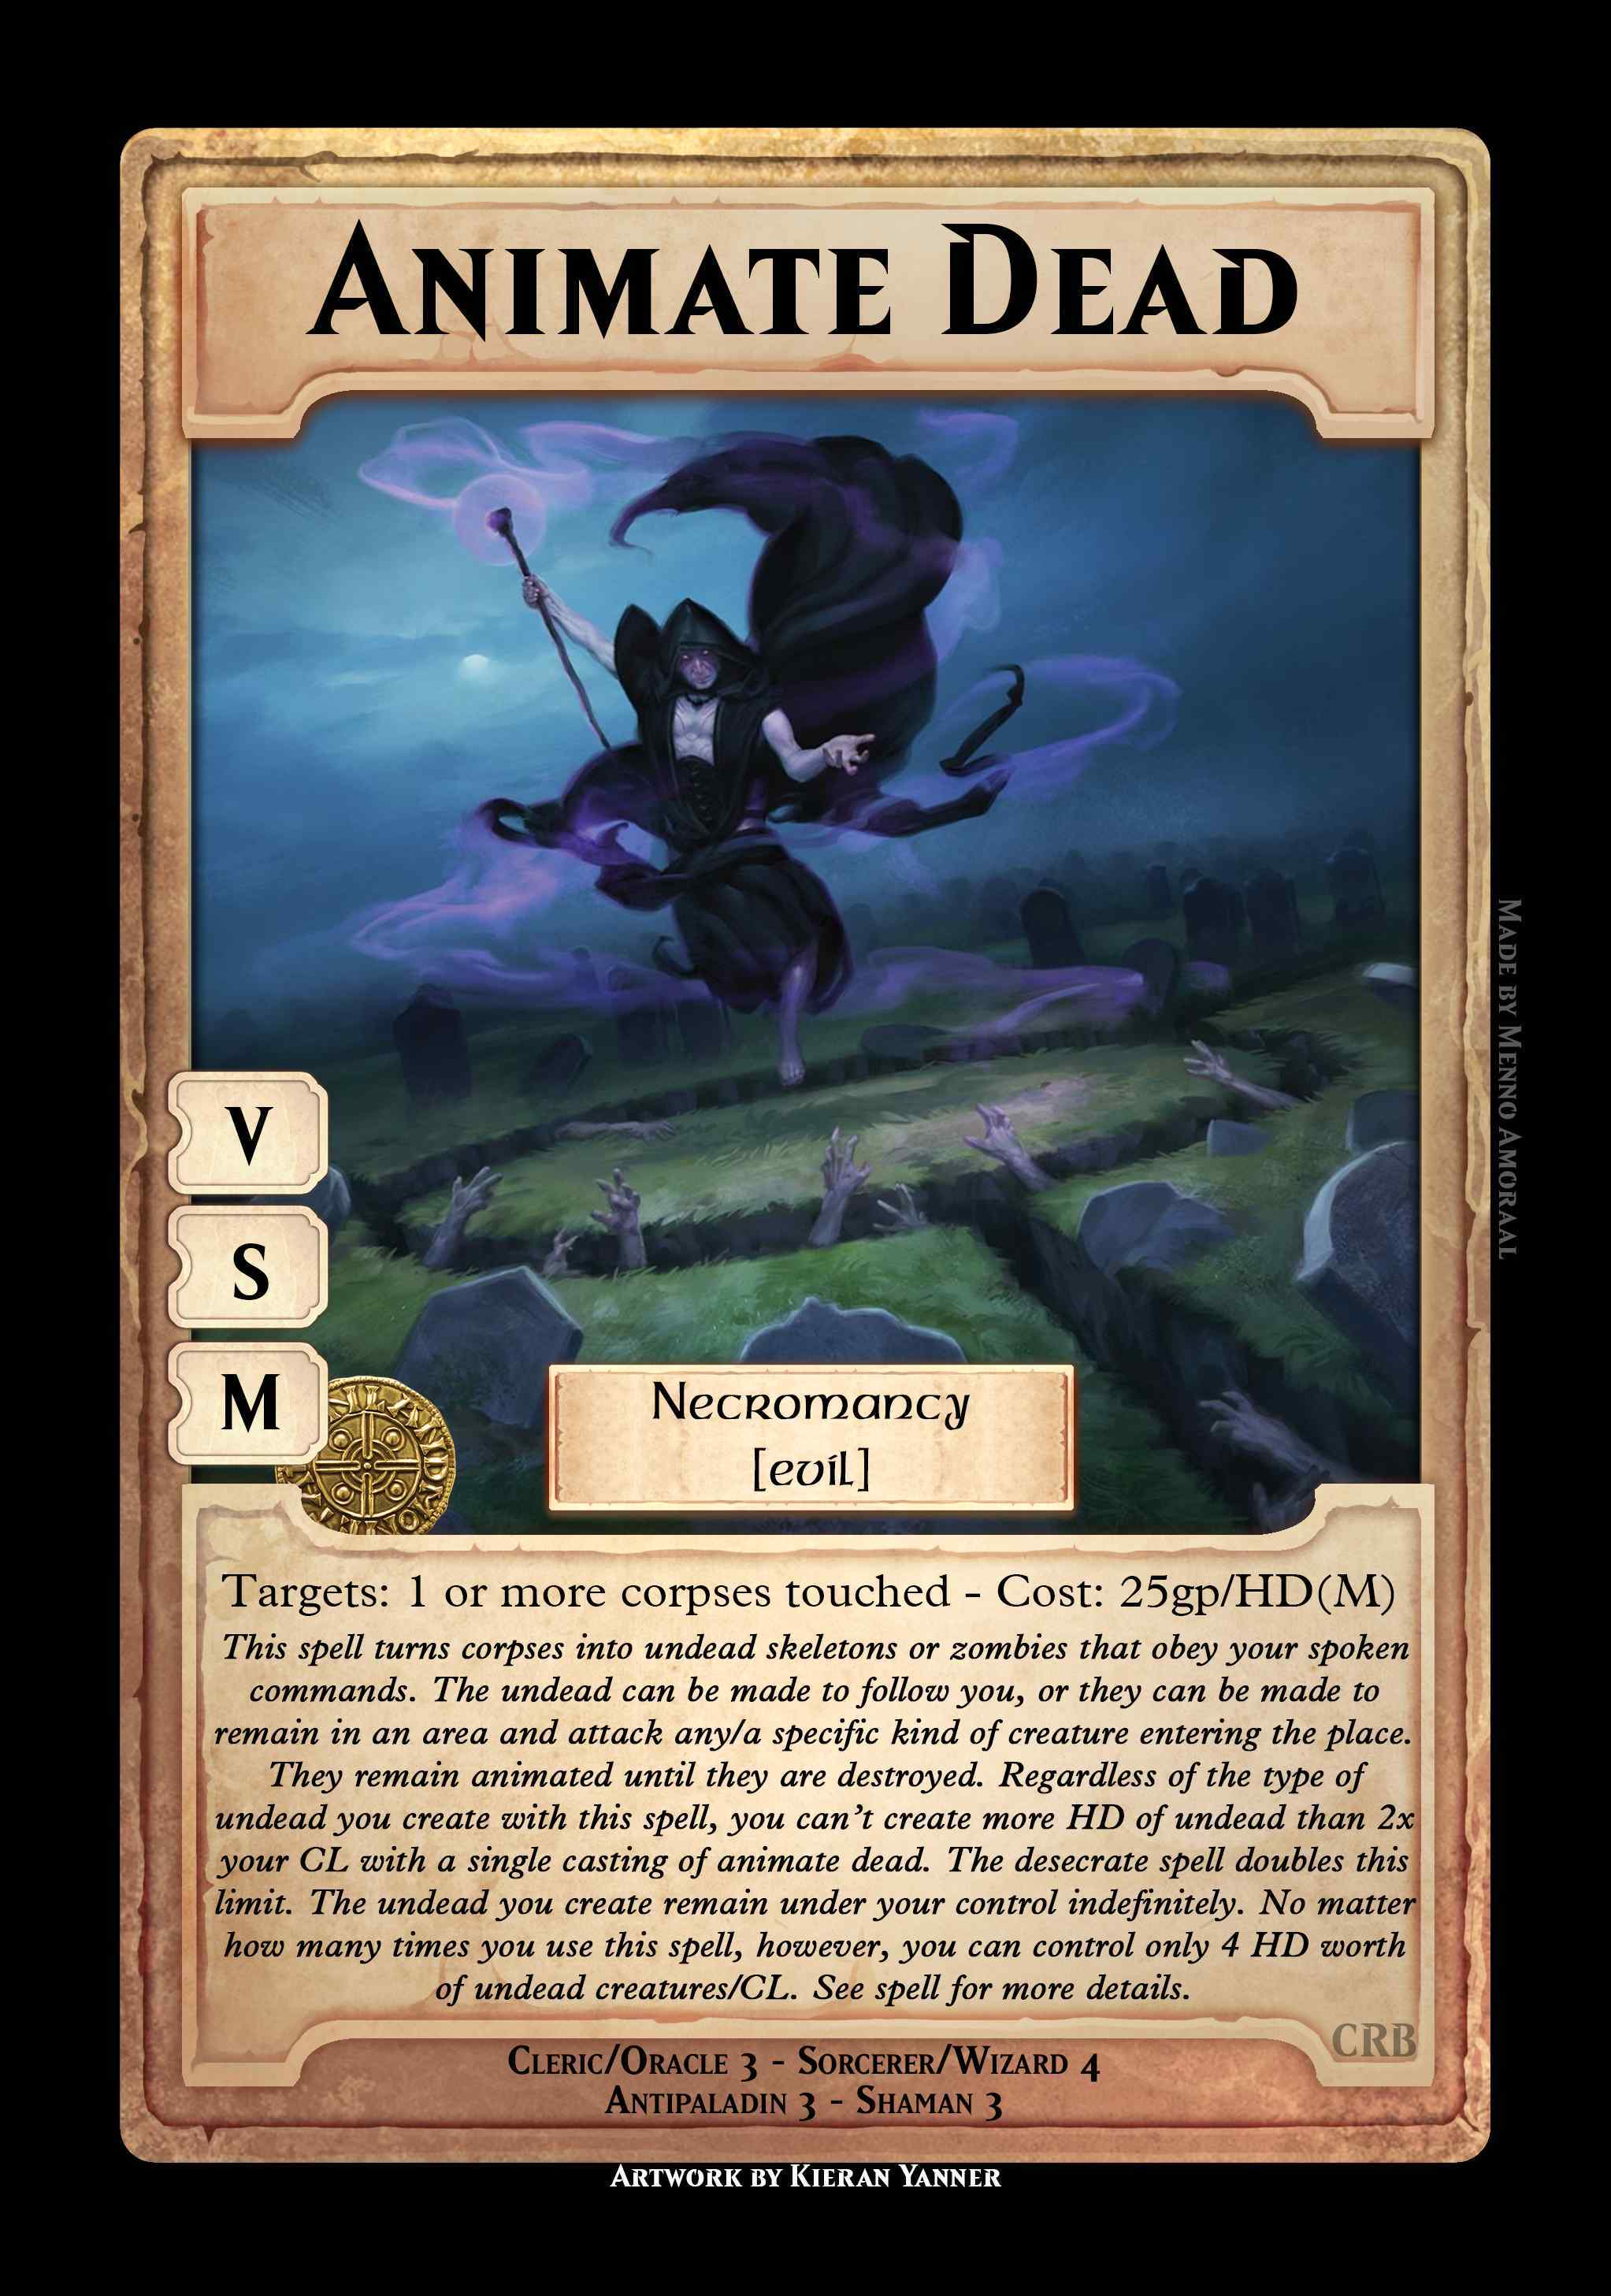 Animate Dead
V
S
M
Necromancy
[evil]
Targets: 1 or more corpses touched - Cost: 25gp/HD(M)
This spell turns corpses into undead skeletons or zombies that obey your spoken
commands. The undead can be made to follow you, or they can be made to
remain in an area and attack any/a specific kind of creature entering the place.
They remain animated until they are destroyed. Regardless of the type of
undead you create with this spell, you can't create more HD of undead than 2x
your CL with a single casting of animate dead. The desecrate spell doubles this
limit. The undead you create remain under your control indefinitely. No matter
how many times you use this spell, however, you can control only 4 HD worth
of undead creatures/CL. See spell for more details.
CRB
Cleric/Oracle 3 - Sorcerer/Wizard 4
Antipaladin 3 - Shaman 3
Artwork by Kieran Yanner
Made by Menno Amoraal